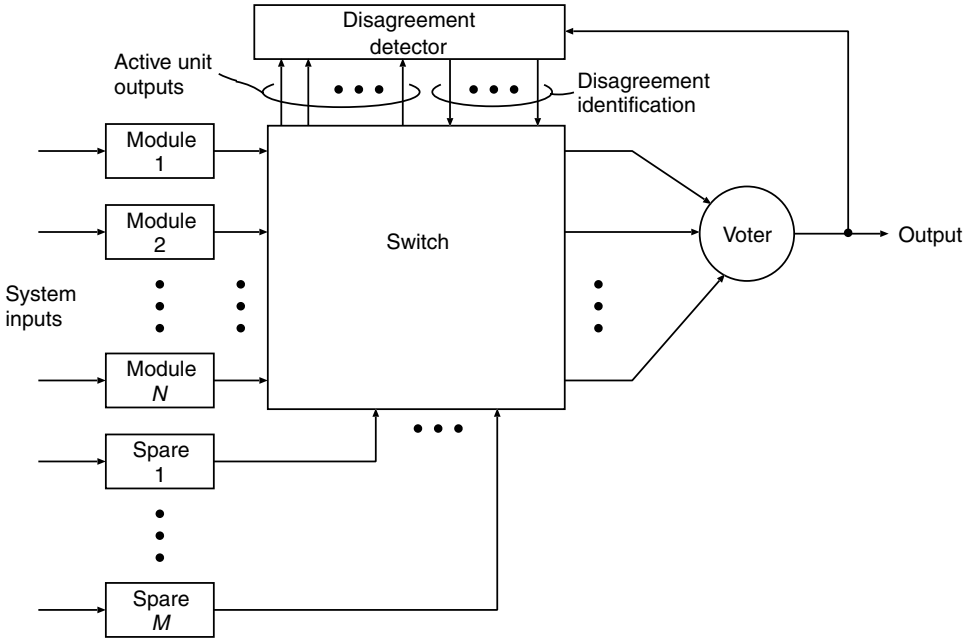 Disagreement
detector
Active unit
outputs
Disagreement
identification
Module
1
Module
2
Switch
Voter
Output
System
inputs
Module
N
Spare
1
Spare
M